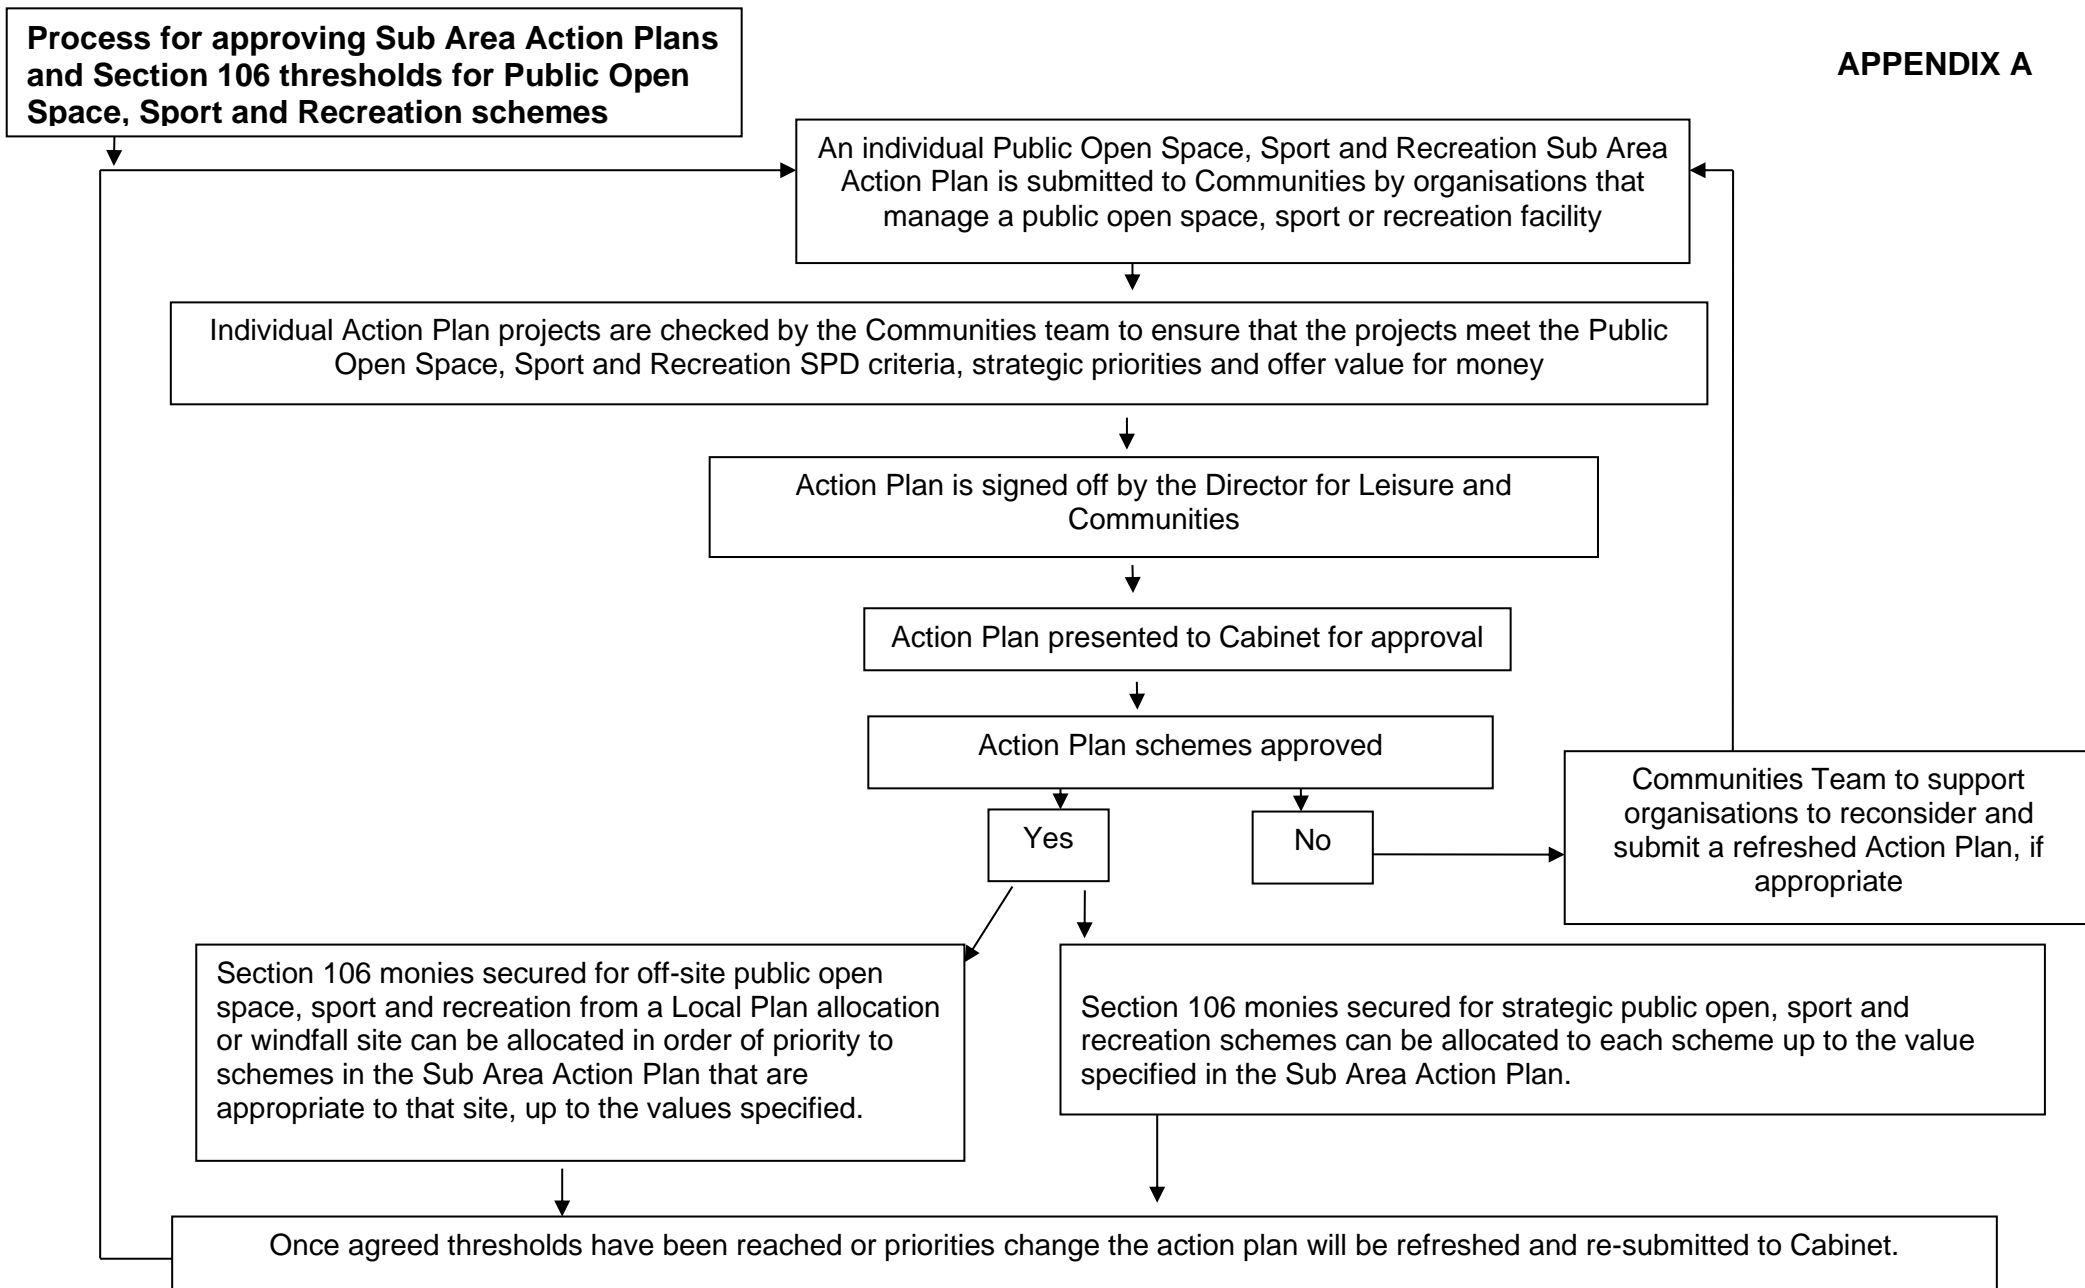 Process for approving Sub Area Action Plans
and Section 106 thresholds for Public Open
Space, Sport and Recreation schemes
APPENDIX A
An individual Public Open Space, Sport and Recreation Sub Area
Action Plan is submitted to Communities by organisations that
manage a public open space, sport or recreation facility
Individual Action Plan projects are checked by the Communities team to ensure that the projects meet the Public
Open Space, Sport and Recreation SPD criteria, strategic priorities and offer value for money
Action Plan is signed off by the Director for Leisure and
Communities
Action Plan presented to Cabinet for approval
Action Plan schemes approved
Yes
No
Communities Team to support
organisations to reconsider and
submit a refreshed Action Plan, if
appropriate
Section 106 monies secured for off-site public open
space, sport and recreation from a Local Plan allocation
or windfall site can be allocated in order of priority to
schemes in the Sub Area Action Plan that are
appropriate to that site, up to the values specified.
Section 106 monies secured for strategic public open, sport and
recreation schemes can be allocated to each scheme up to the value
specified in the Sub Area Action Plan.
Once agreed thresholds have been reached or priorities change the action plan will be refreshed and re-submitted to Cabinet.